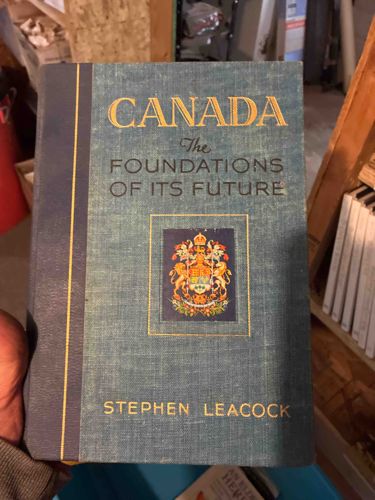 CANADA
The
FOUNDATIONS
OF ITS FUTURE
STEPHEN LEACOCK